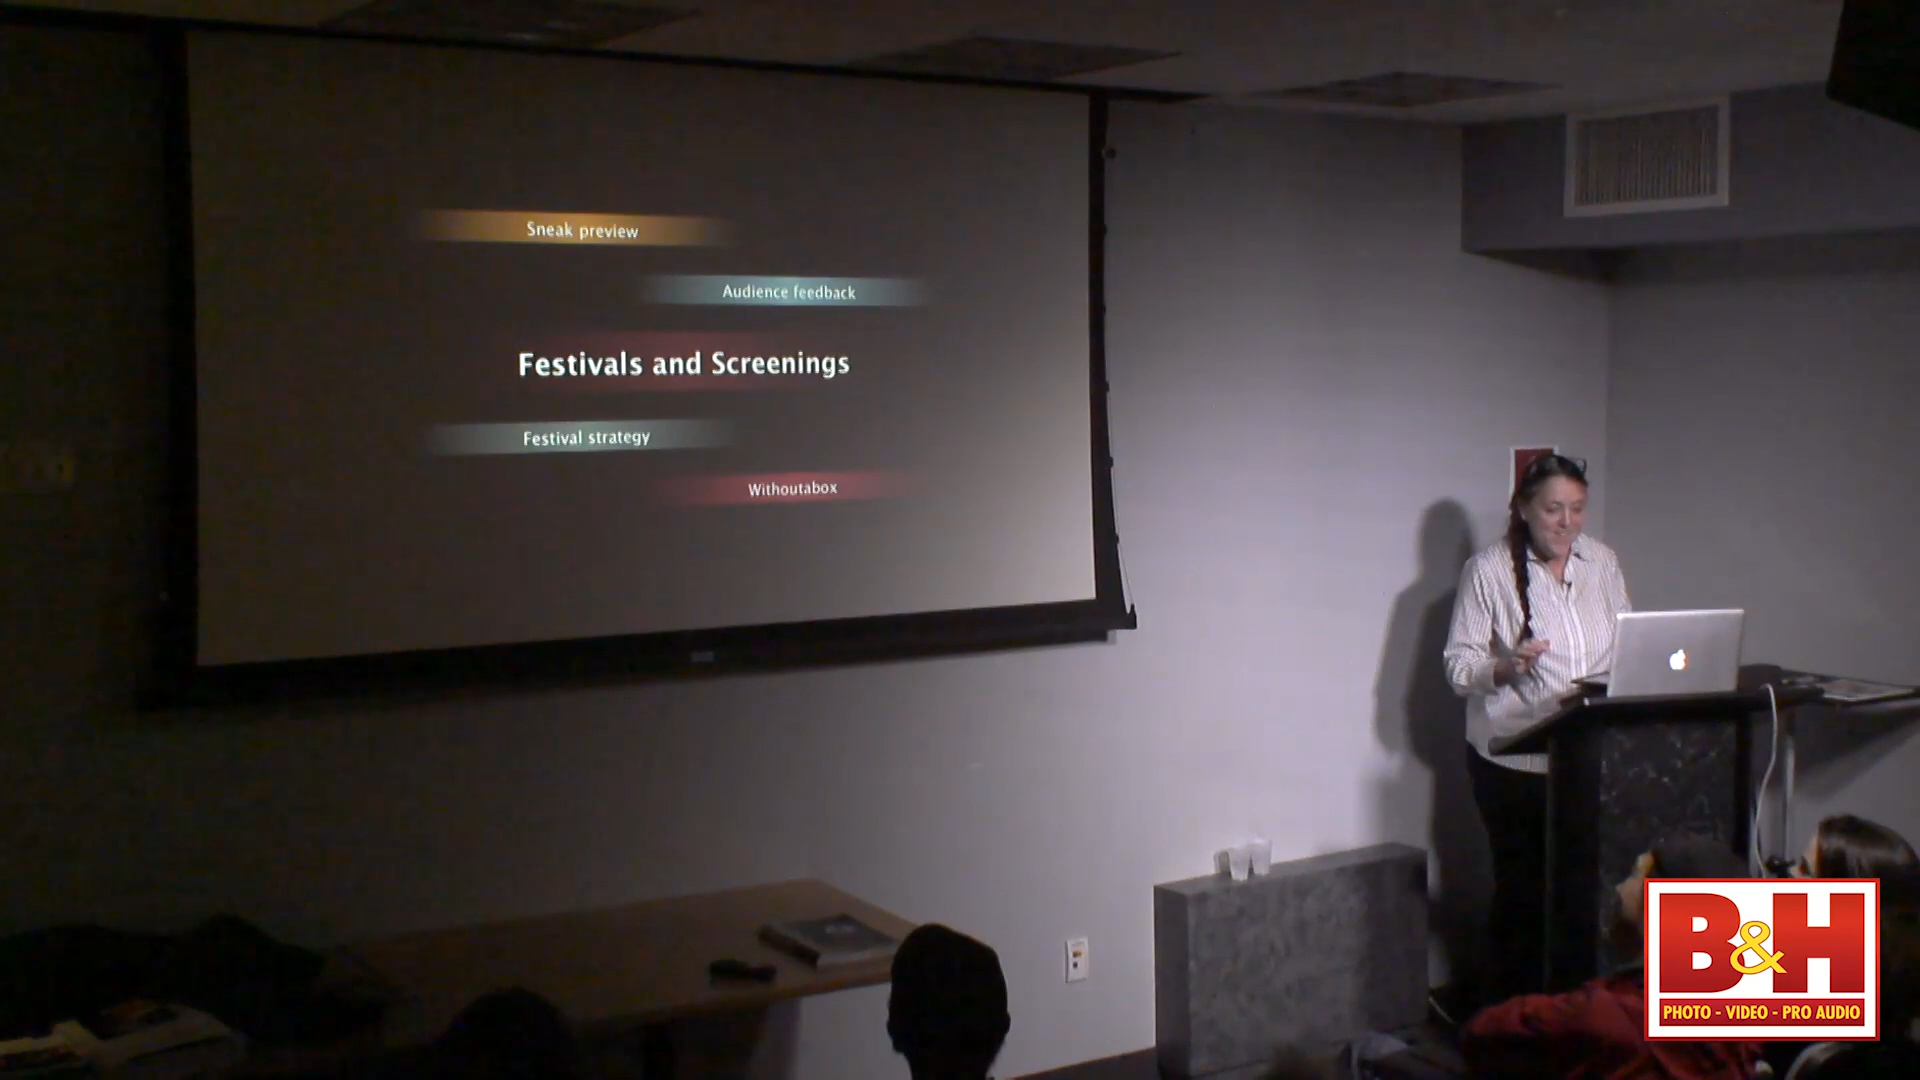 Sneak preview
Audience feedback
Festivals and Screenings
Festival strategy
Withoutabox
B&H
PHOTO - VIDEO - PRO AUDIO